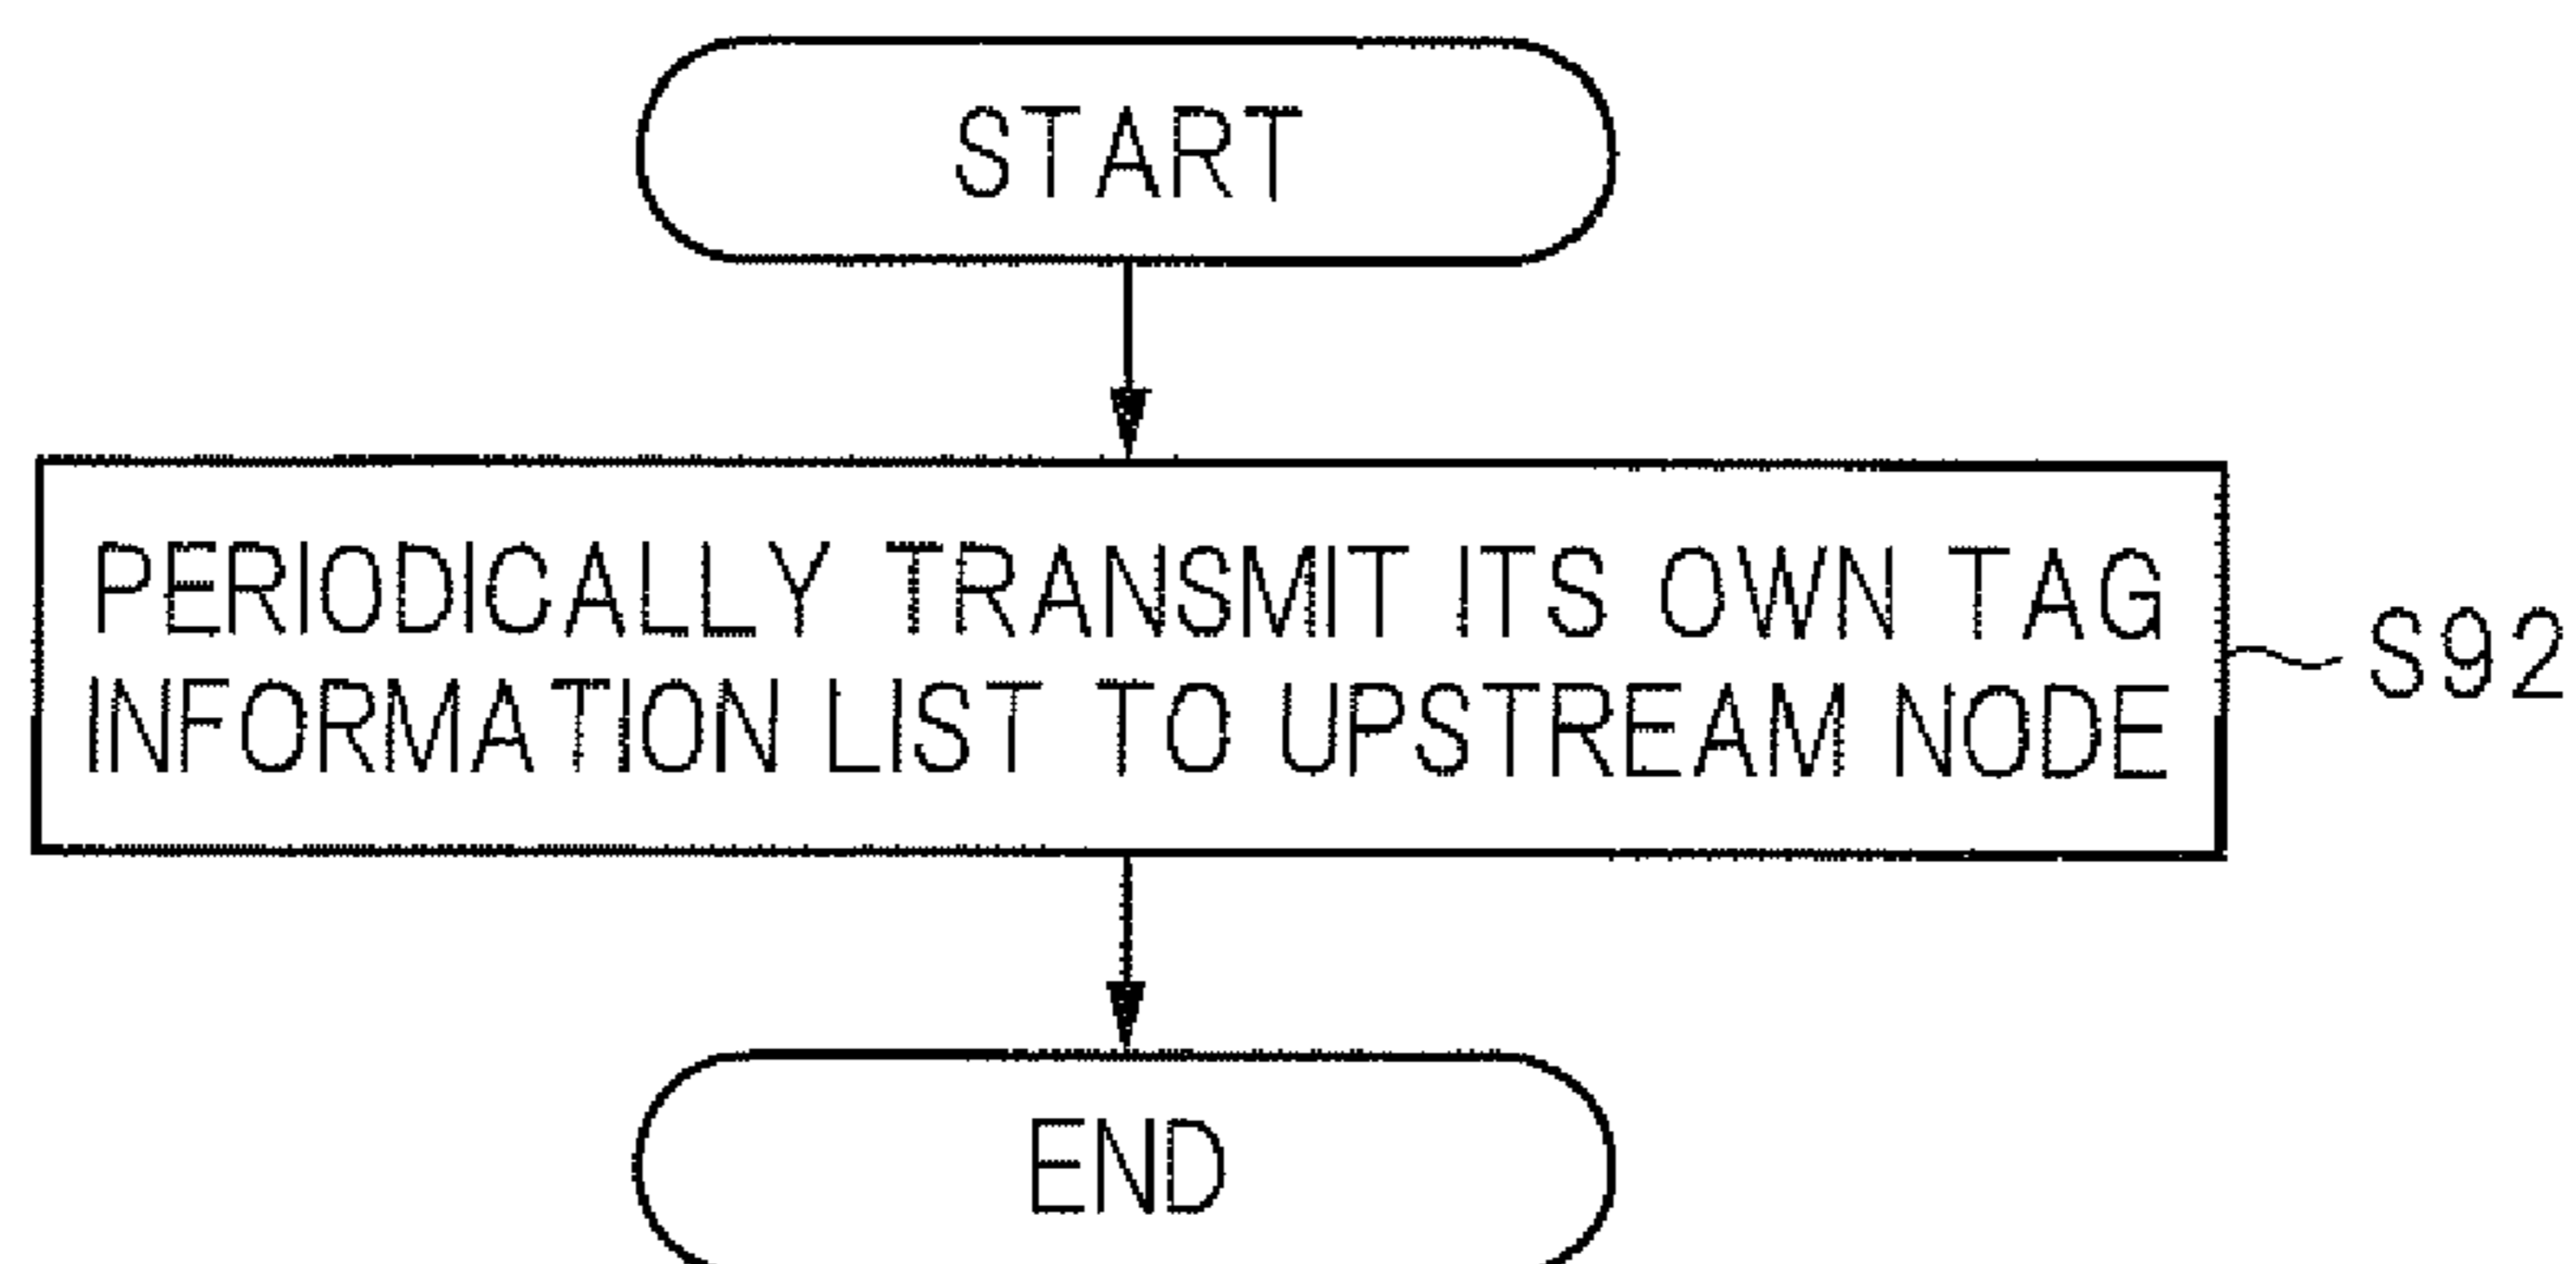 START
PERIODICALLY TRANSMIT ITS OWN TAG
INFORMATION LIST TO UPSTREAM NODE
S92
END